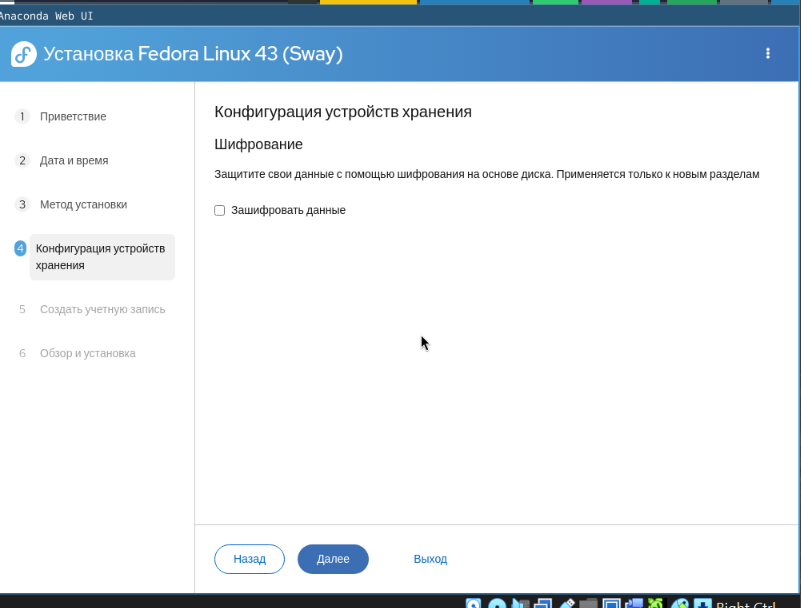 Anaconda Web UI
Установка Fedora Linux 43 (Sway)
1 Приветствие
2 Дата и время
3 Метод установки
4 Конфигурация устройств
хранения
5 Создать учетную запись
6 Обзор и установка
Конфигурация устройств хранения
Шифрование
Защитите свои данные с помощью шифрования на основе диска. Применяется только к новым разделам
Зашифровать данные
Назад
Далее
Выход
Right Ctrl